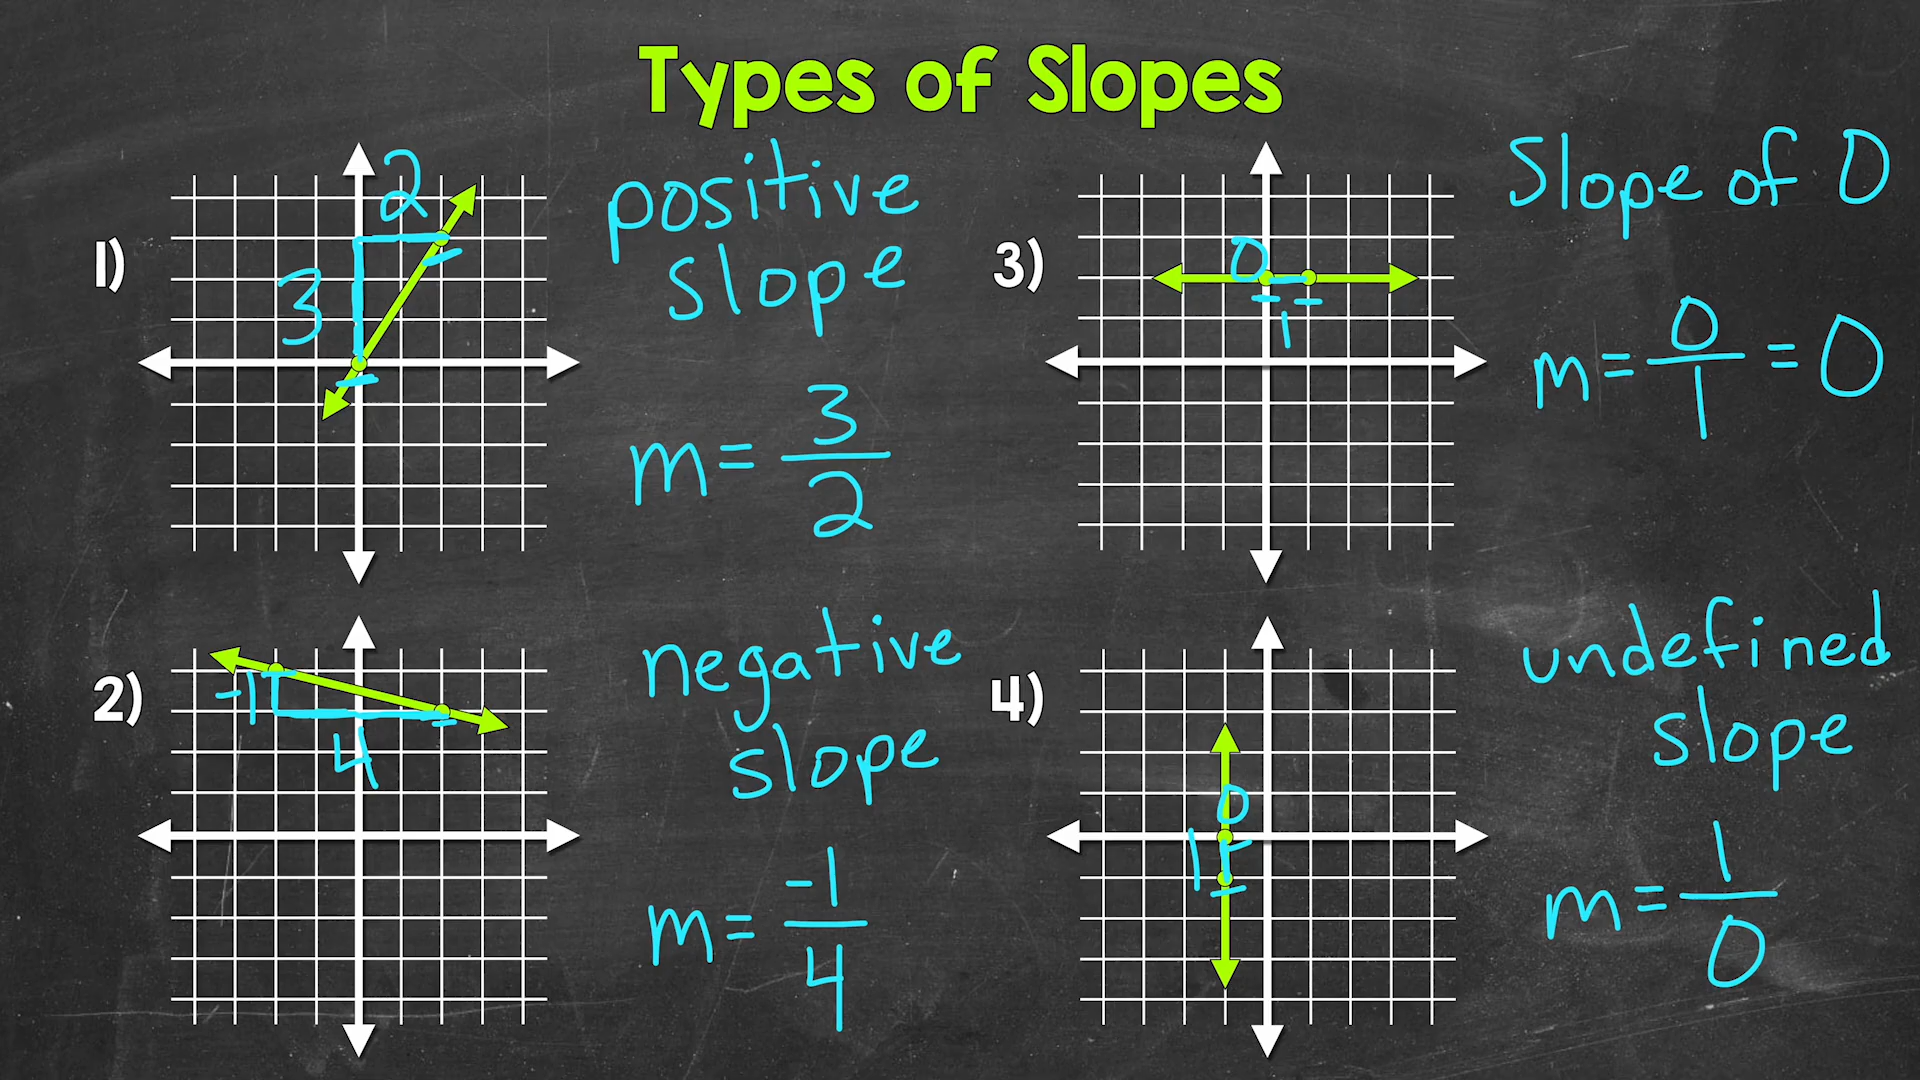 Types of Slopes
1)
2
3
positive
slope
m = 3/2
2)
-1
4
negative
slope
m = -1/4
3)
0
1
Slope of 0
m = 0/1 = 0
4)
0
1
undefined
slope
m = 1/0